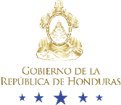 GOBIERNO DE LA
REPÚBLICA DE HONDURAS